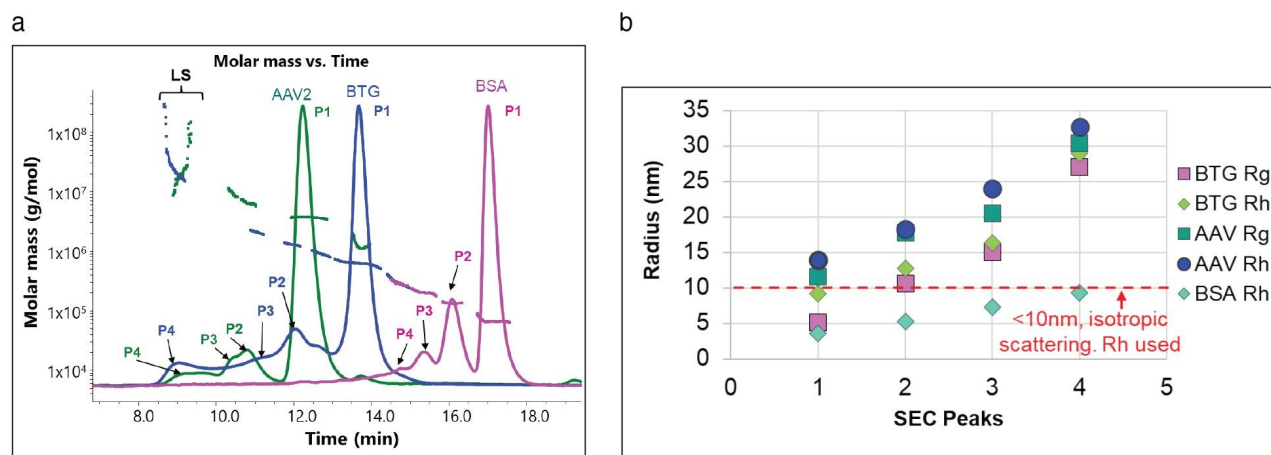 a
Molar mass vs. Time
LS
AAV2
P1
BTG
P1
BSA
P1
Molar mass (g/mol)
1x10⁸
1x10⁷
1x10⁶
1x10⁵
1x10⁴
P4
P4
P3
P2
P3
P2
P4
P3
P2
8.0
10.0
12.0
14.0
16.0
18.0
Time (min)
b
Radius (nm)
35
30
25
20
15
10
5
0
0
1
2
3
4
5
SEC Peaks
<10nm, isotropic
scattering. Rh used
BTG Rg
BTG Rh
AAV Rg
AAV Rh
BSA Rh